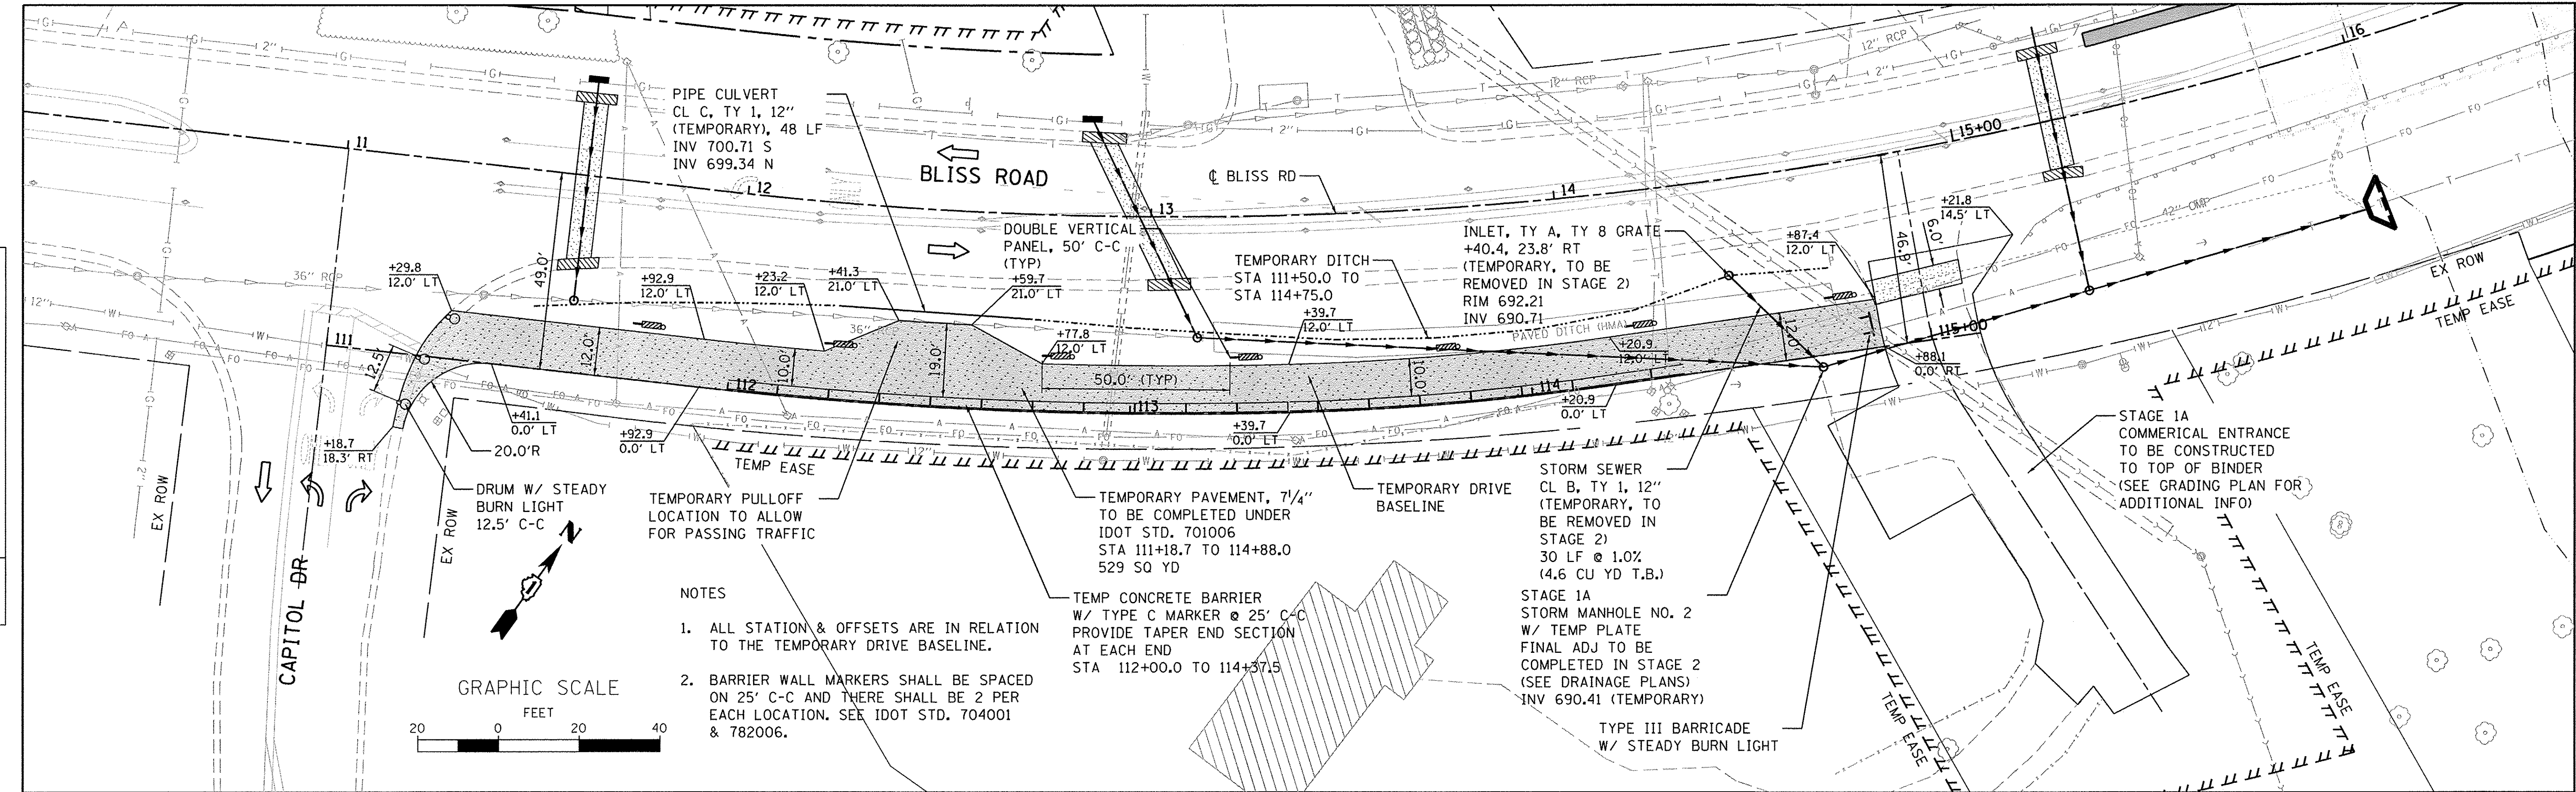 PIPE CULVERT
CL C, TY 1, 12"
(TEMPORARY), 48 LF
INV 700.71 S
INV 699.34 N
BLISS ROAD
℄ BLISS RD
11
12
13
14
15+00
16
12" RCP
12" RCP
2"
2"
2"
2"
42" CMP
36" RCP
12"
36"
12"
12"
DOUBLE VERTICAL
PANEL, 50' C-C
(TYP)
TEMPORARY DITCH
STA 111+50.0 TO
STA 114+75.0
INLET, TY A, TY 8 GRATE
+40.4, 23.8' RT
(TEMPORARY, TO BE
REMOVED IN STAGE 2)
RIM 692.21
INV 690.71
PAVED DITCH (HMA)
+29.8
12.0' LT
49.0'
+92.9
12.0' LT
+23.2
12.0' LT
+41.3
21.0' LT
+59.7
21.0' LT
+77.8
12.0' LT
+39.7
12.0' LT
+20.9
12.0' LT
+87.4
12.0' LT
46.9'
6.0'
+21.8
14.5' LT
+88.1
0.0' RT
111
112
113
114
115+00
12.5'
12.0'
10.0'
19.0'
50.0' (TYP)
10.0'
12.0'
+41.1
0.0' LT
+92.9
0.0' LT
+39.7
0.0' LT
+20.9
0.0' LT
+18.7
18.3' RT
20.0'R
EX ROW
EX ROW
EX ROW
TEMP EASE
TEMP EASE
TEMP EASE
TEMP EASE
CAPITOL DR
DRUM W/ STEADY
BURN LIGHT
12.5' C-C
N
TEMPORARY PULLOFF
LOCATION TO ALLOW
FOR PASSING TRAFFIC
TEMPORARY PAVEMENT, 7 1/4"
TO BE COMPLETED UNDER
IDOT STD. 701006
STA 111+18.7 TO 114+88.0
529 SQ YD
TEMPORARY DRIVE
BASELINE
TEMP CONCRETE BARRIER
W/ TYPE C MARKER @ 25' C-C
PROVIDE TAPER END SECTION
AT EACH END
STA 112+00.0 TO 114+37.5
STORM SEWER
CL B, TY 1, 12"
(TEMPORARY, TO
BE REMOVED IN
STAGE 2)
30 LF @ 1.0%
(4.6 CU YD T.B.)
STAGE 1A
STORM MANHOLE NO. 2
W/ TEMP PLATE
FINAL ADJ TO BE
COMPLETED IN STAGE 2
(SEE DRAINAGE PLANS)
INV 690.41 (TEMPORARY)
TYPE III BARRICADE
W/ STEADY BURN LIGHT
STAGE 1A
COMMERICAL ENTRANCE
TO BE CONSTRUCTED
TO TOP OF BINDER
(SEE GRADING PLAN FOR
ADDITIONAL INFO)
NOTES
1. ALL STATION & OFFSETS ARE IN RELATION
TO THE TEMPORARY DRIVE BASELINE.
2. BARRIER WALL MARKERS SHALL BE SPACED
ON 25' C-C AND THERE SHALL BE 2 PER
EACH LOCATION. SEE IDOT STD. 704001
& 782006.
GRAPHIC SCALE
FEET
20 0 20 40